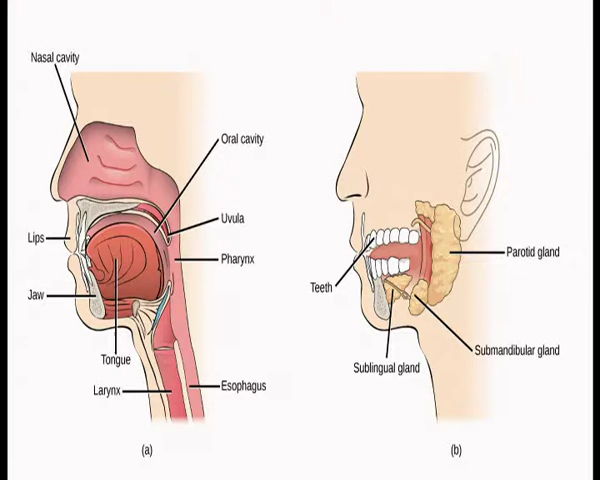 Nasal cavity
Oral cavity
Uvula
Lips
Pharynx
Jaw
Tongue
Larynx
Esophagus
(a)
Parotid gland
Teeth
Submandibular gland
Sublingual gland
(b)